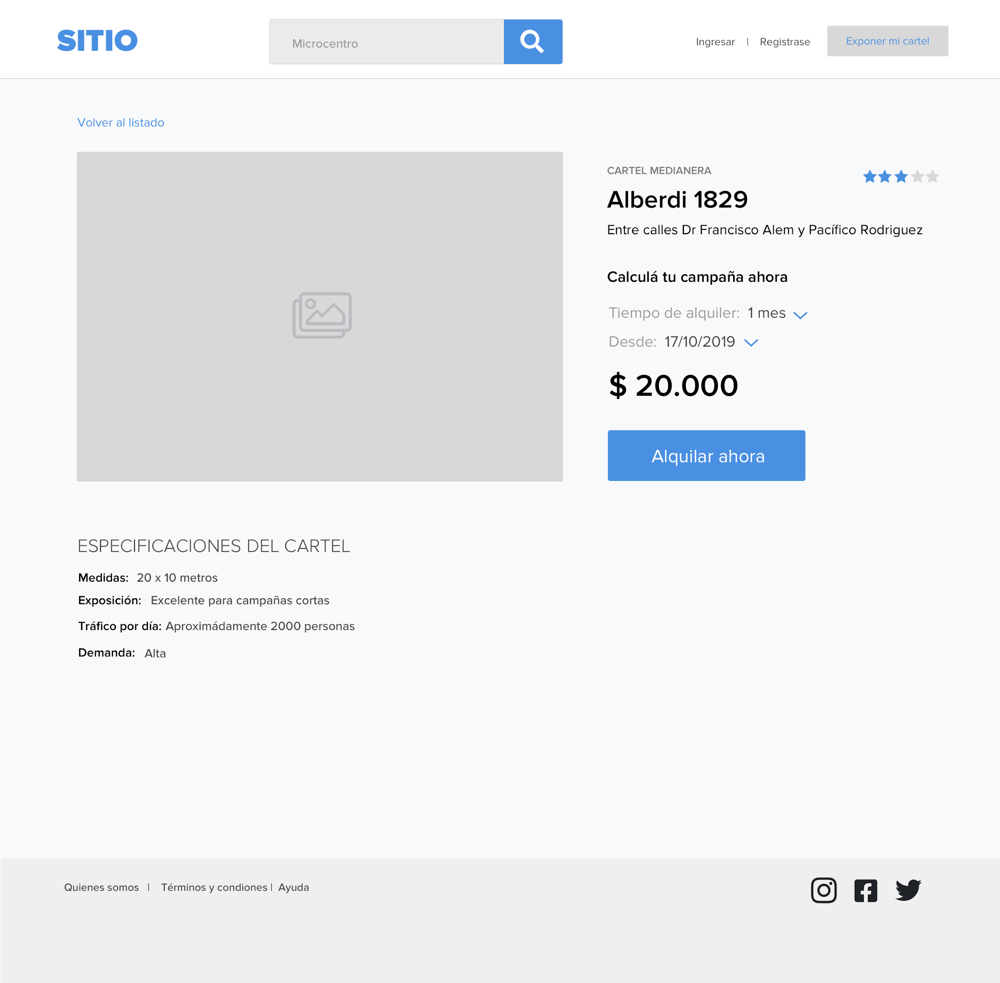 SITIO
Microcentro
Ingresar | Registrase
Exponer mi cartel
Volver al listado
CARTEL MEDIANERA
Alberdi 1829
Entre calles Dr Francisco Alem y Pacífico Rodriguez
Calculá tu campaña ahora
Tiempo de alquiler: 1 mes
Desde: 17/10/2019
$ 20.000
Alquilar ahora
ESPECIFICACIONES DEL CARTEL
Medidas: 20 x 10 metros
Exposición: Excelente para campañas cortas
Tráfico por día: Aproximádamente 2000 personas
Demanda: Alta
Quienes somos | Términos y condiones | Ayuda